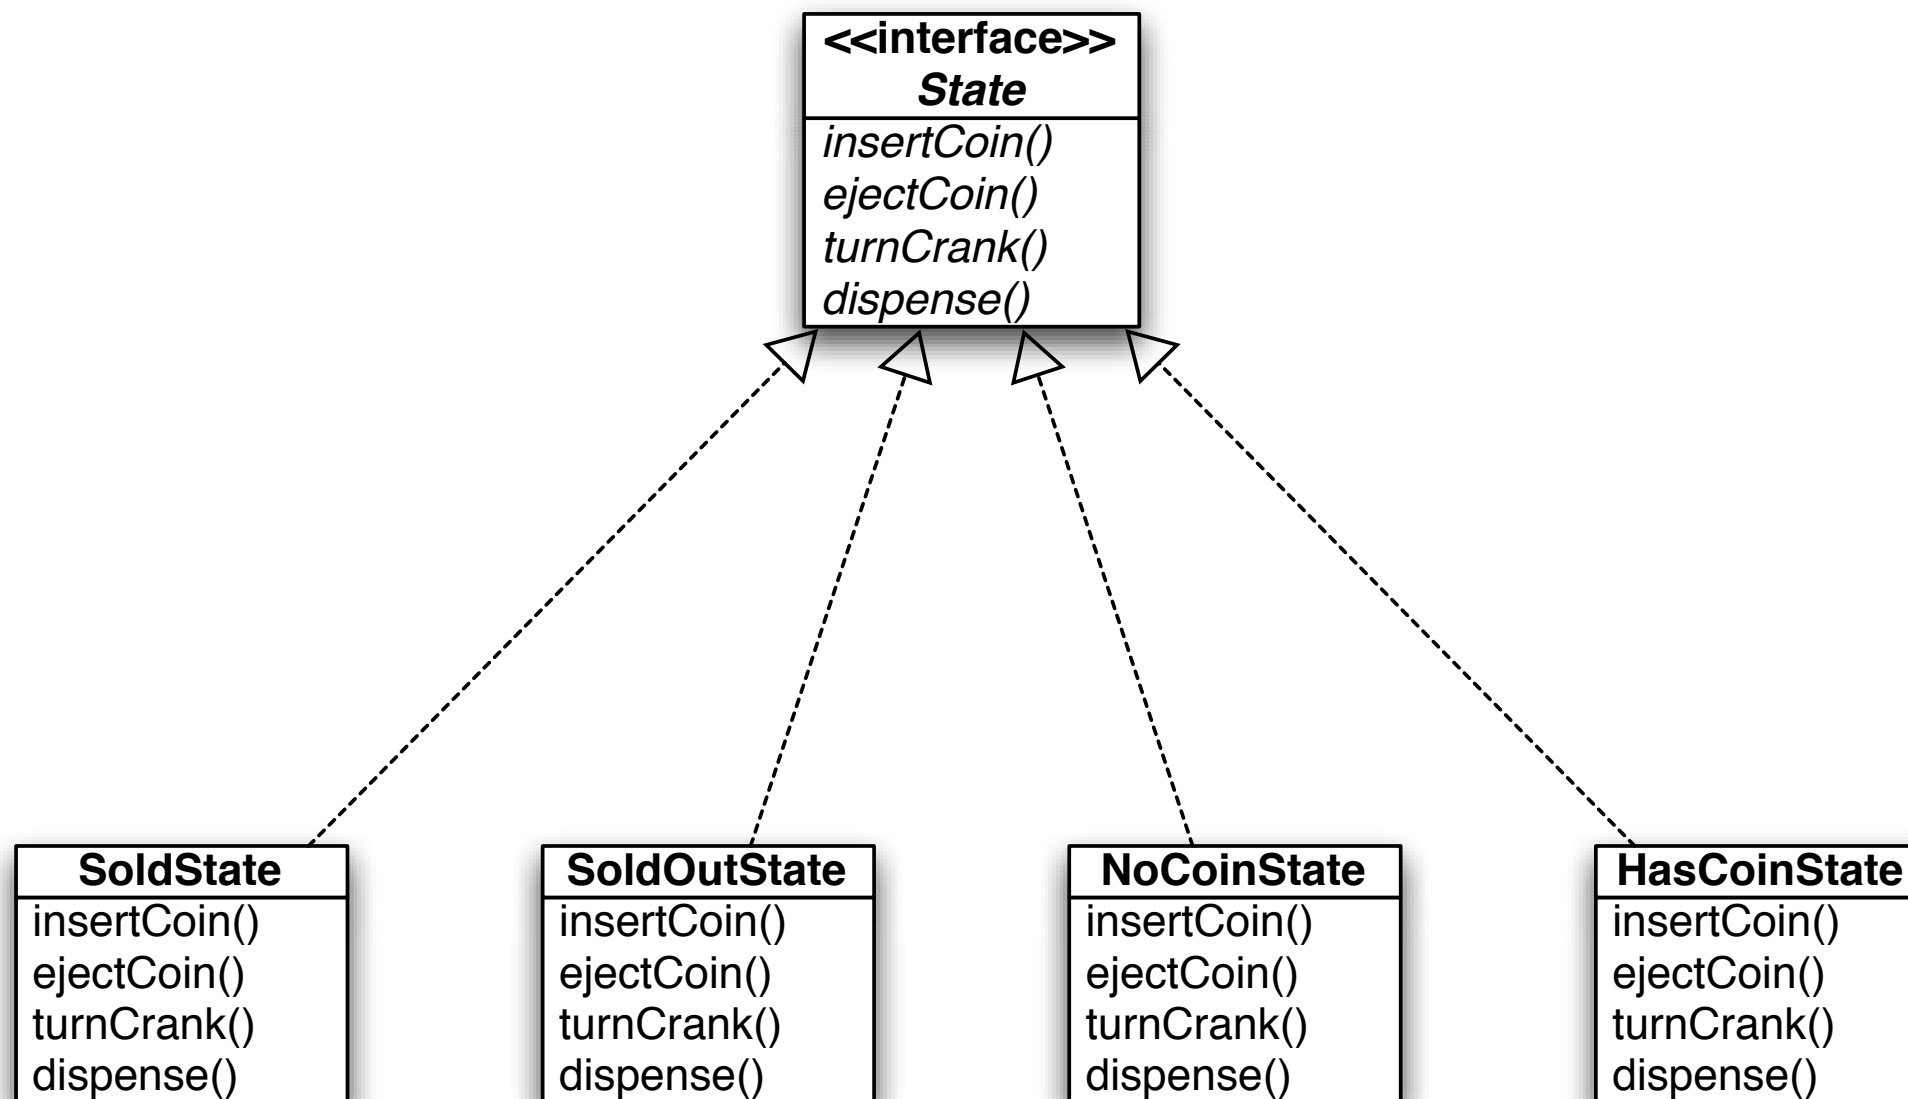 <<interface>>
State
insertCoin()
ejectCoin()
turnCrank()
dispense()
SoldState
insertCoin()
ejectCoin()
turnCrank()
dispense()
SoldOutState
insertCoin()
ejectCoin()
turnCrank()
dispense()
NoCoinState
insertCoin()
ejectCoin()
turnCrank()
dispense()
HasCoinState
insertCoin()
ejectCoin()
turnCrank()
dispense()